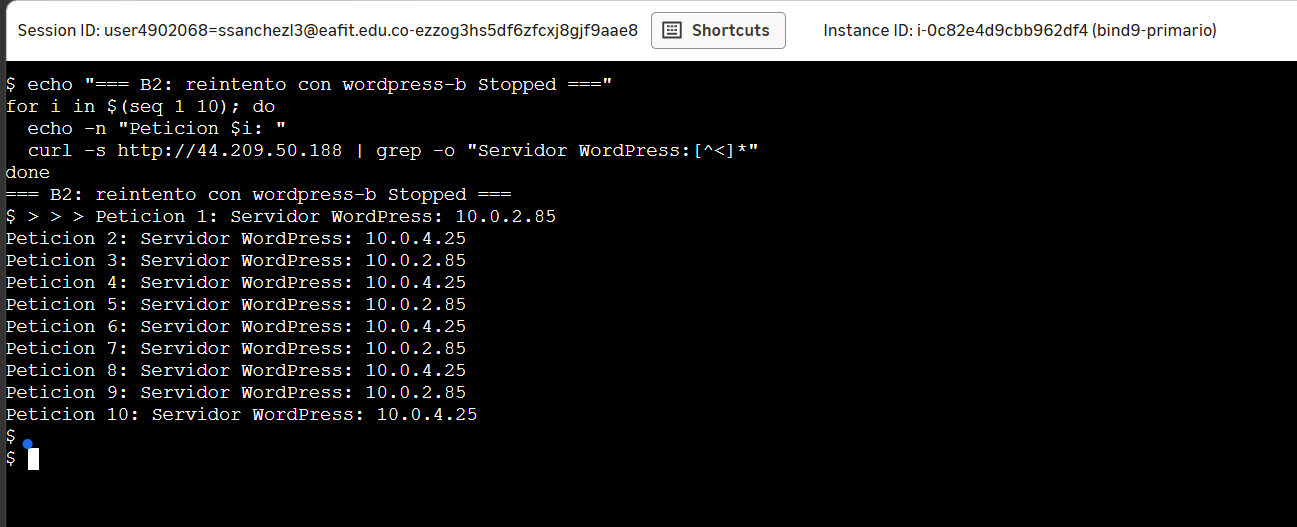 Session ID: user4902068=ssanchezl3@eafit.edu.co-ezzog3hs5df6zfcxj8gjf9aae8 Shortcuts Instance ID: i-0c82e4d9cbb962df4 (bind9-primario)
$ echo "=== B2: reintento con wordpress-b Stopped ==="
for i in $(seq 1 10); do
  echo -n "Peticion $i: "
  curl -s http://44.209.50.188 | grep -o "Servidor WordPress:[^<]*"
done
=== B2: reintento con wordpress-b Stopped ===
$ > > > Peticion 1: Servidor WordPress: 10.0.2.85
Peticion 2: Servidor WordPress: 10.0.4.25
Peticion 3: Servidor WordPress: 10.0.2.85
Peticion 4: Servidor WordPress: 10.0.4.25
Peticion 5: Servidor WordPress: 10.0.2.85
Peticion 6: Servidor WordPress: 10.0.4.25
Peticion 7: Servidor WordPress: 10.0.2.85
Peticion 8: Servidor WordPress: 10.0.4.25
Peticion 9: Servidor WordPress: 10.0.2.85
Peticion 10: Servidor WordPress: 10.0.4.25
$
$